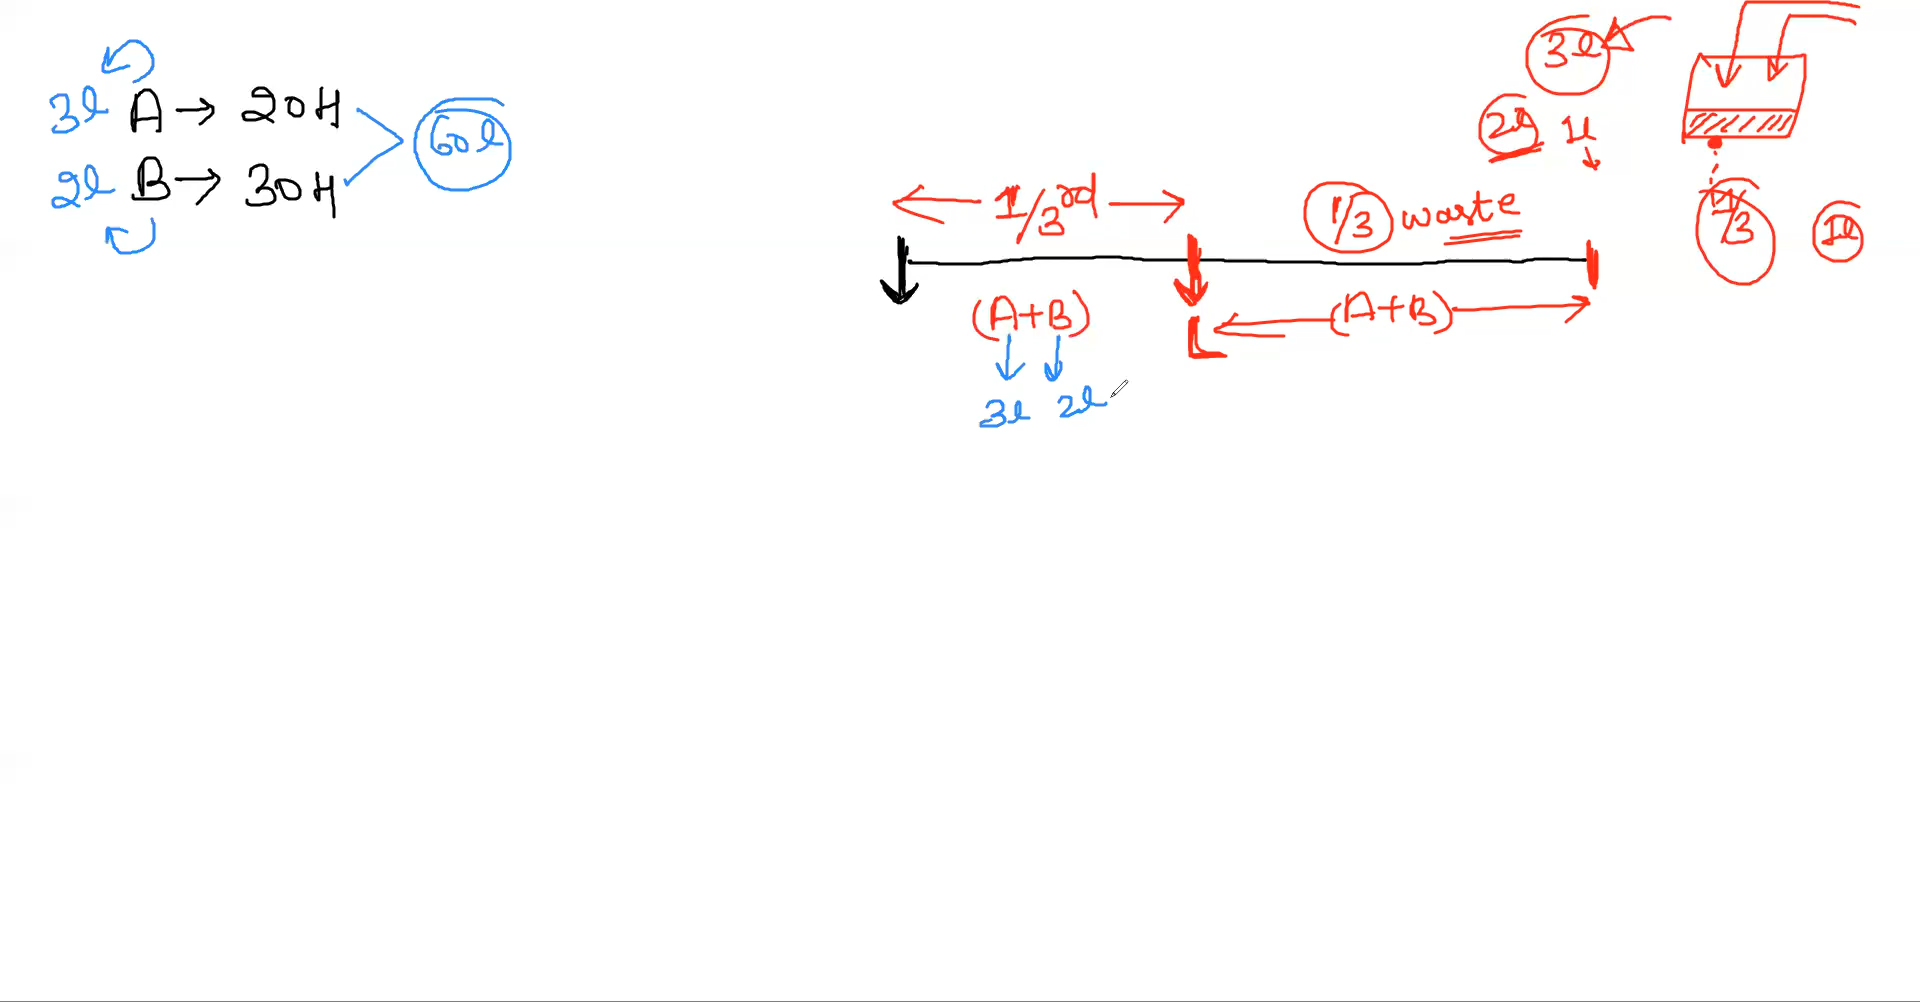 3l A → 20H
2l B → 30H
60l
1/3rd
1/3 waste
(A+B)
(A+B)
3l 2l
3l
2l 1l
1/3
1l